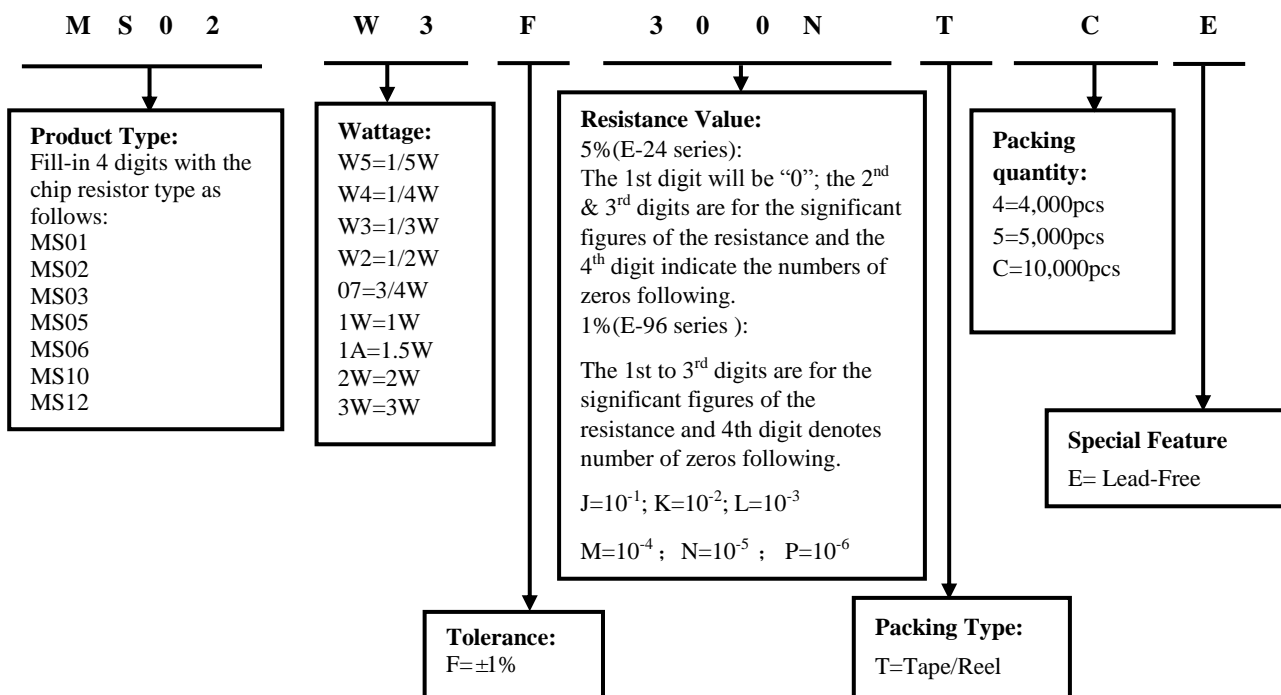 M S 0 2 W 3 F 3 0 0 N T C E
Product Type:
Fill-in 4 digits with the
chip resistor type as
follows:
MS01
MS02
MS03
MS05
MS06
MS10
MS12
Wattage:
W5=1/5W
W4=1/4W
W3=1/3W
W2=1/2W
07=3/4W
1W=1W
1A=1.5W
2W=2W
3W=3W
Resistance Value:
5%(E-24 series):
The 1st digit will be “0”; the 2nd
& 3rd digits are for the significant
figures of the resistance and the
4th digit indicate the numbers of
zeros following.
1%(E-96 series ):
The 1st to 3rd digits are for the
significant figures of the
resistance and 4th digit denotes
number of zeros following.
J=10-1; K=10-2; L=10-3
M=10-4 ; N=10-5 ; P=10-6
Packing
quantity:
4=4,000pcs
5=5,000pcs
C=10,000pcs
Special Feature
E= Lead-Free
Tolerance:
F=±1%
Packing Type:
T=Tape/Reel